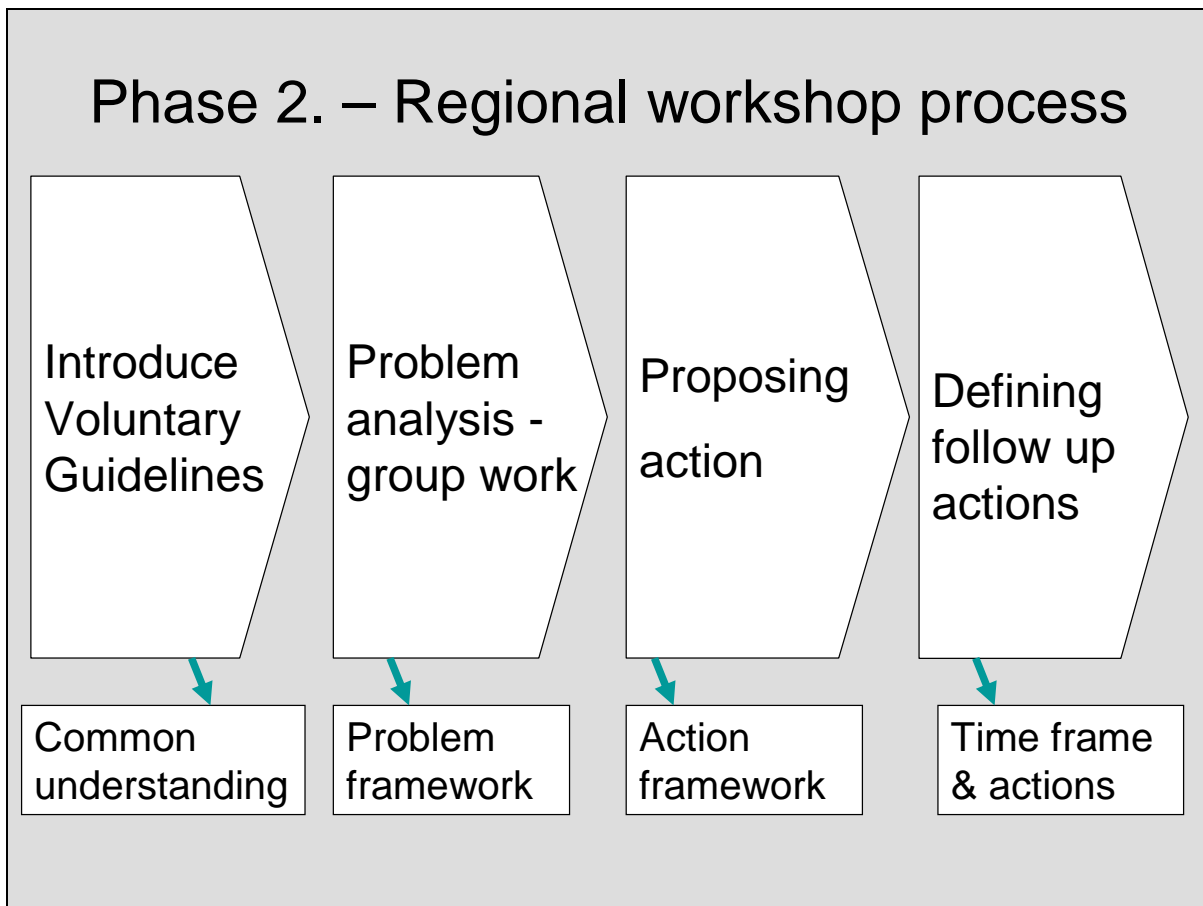 Phase 2. – Regional workshop process
Introduce
Voluntary
Guidelines
Problem
analysis -
group work
Proposing
action
Defining
follow up
actions
Common
understanding
Problem
framework
Action
framework
Time frame
& actions